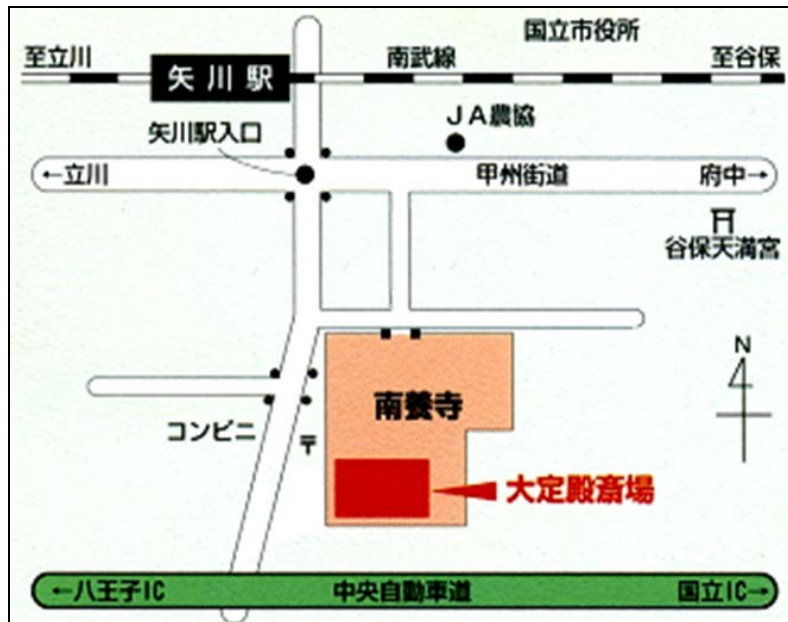 国立市役所
至立川
南武線
至谷保
矢川駅
JA農協
矢川駅入口
←立川
甲州街道
府中→
谷保天満宮
N
南養寺
コンビニ
〒
大定殿斎場
←八王子IC
中央自動車道
国立IC→